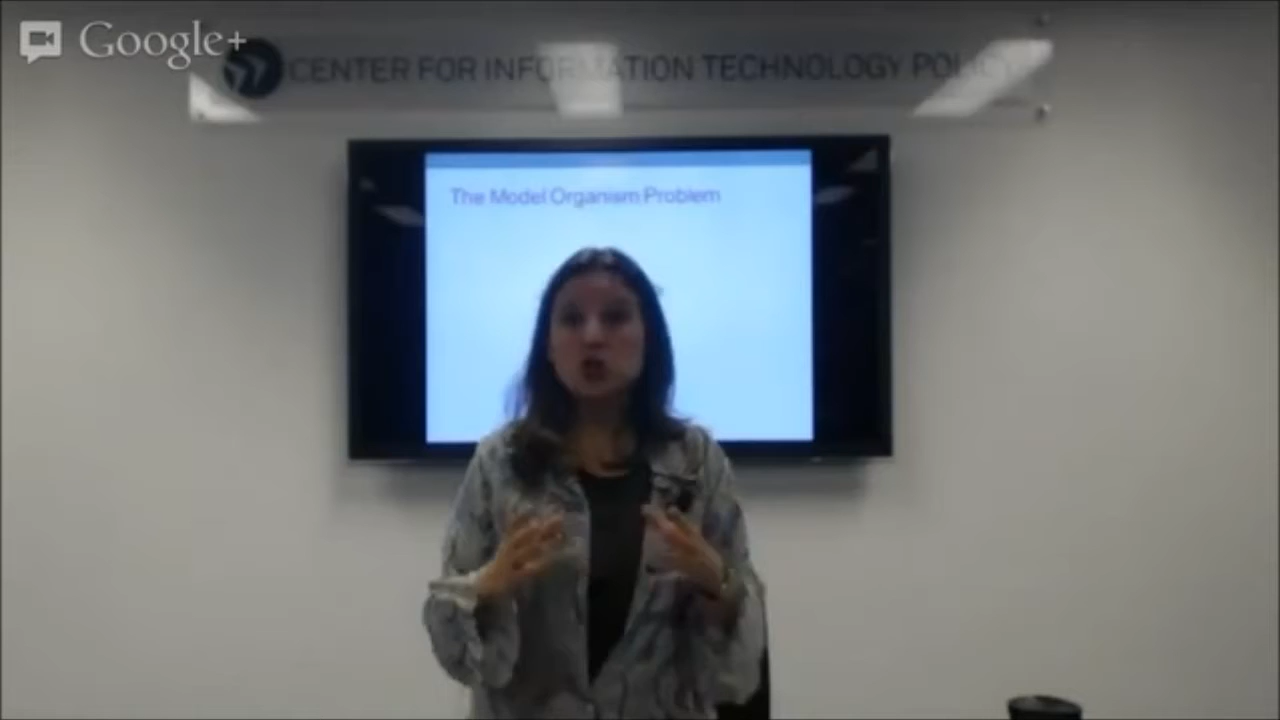 Google+
CENTER FOR INFORMATION TECHNOLOGY POLICY
The Model Organism Problem